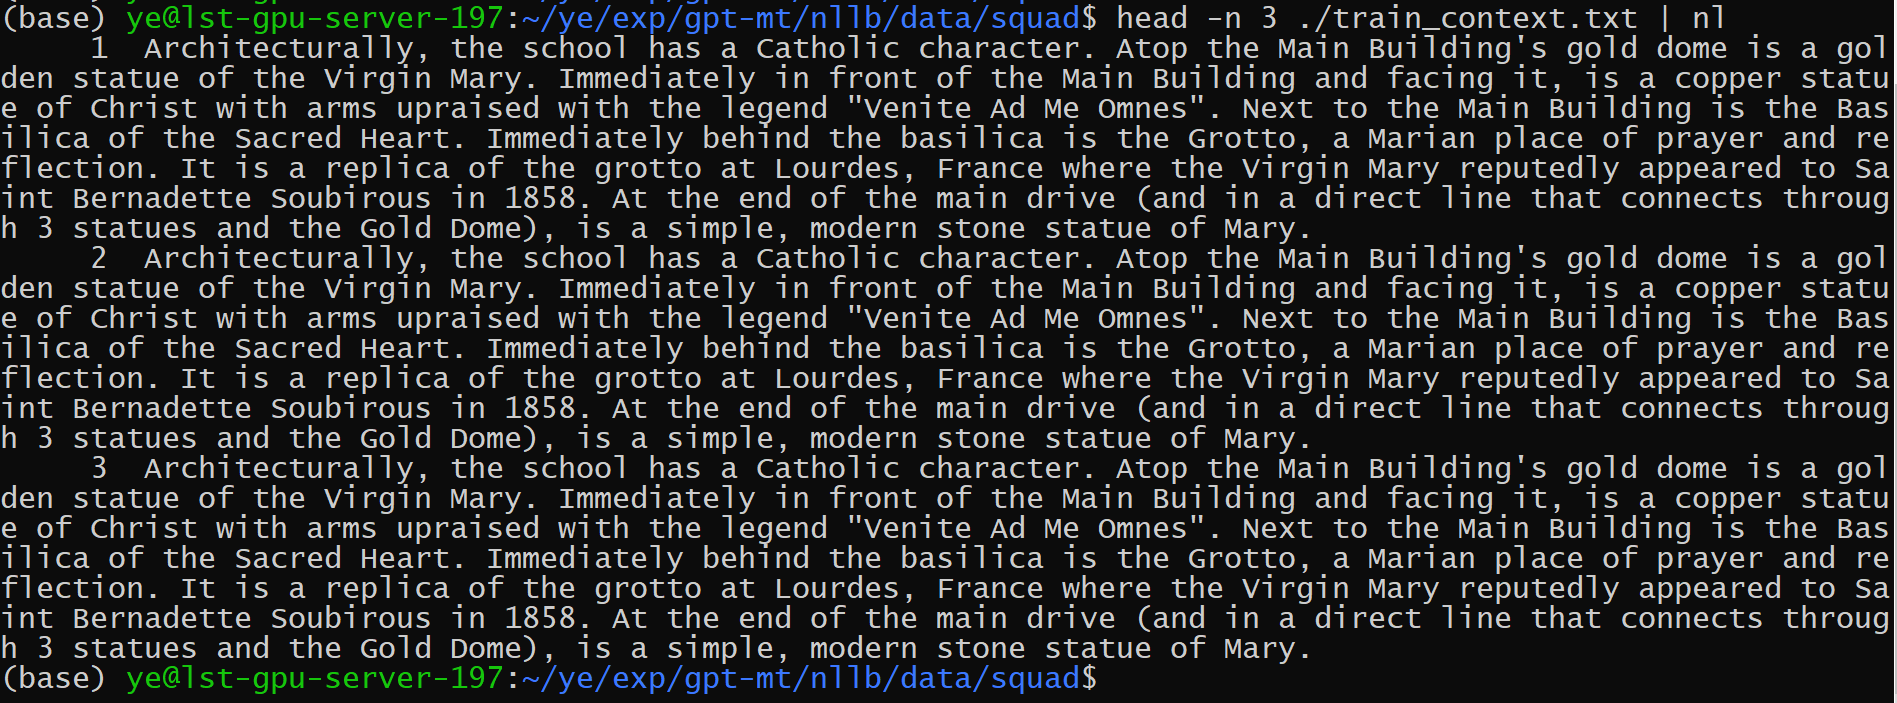 (base) ye@lst-gpu-server-197:~/ye/exp/gpt-mt/nllb/data/squad$ head -n 3 ./train_context.txt | nl
     1  Architecturally, the school has a Catholic character. Atop the Main Building's gold dome is a gol
den statue of the Virgin Mary. Immediately in front of the Main Building and facing it, is a copper statu
e of Christ with arms upraised with the legend "Venite Ad Me Omnes". Next to the Main Building is the Bas
ilica of the Sacred Heart. Immediately behind the basilica is the Grotto, a Marian place of prayer and re
flection. It is a replica of the grotto at Lourdes, France where the Virgin Mary reputedly appeared to Sa
int Bernadette Soubirous in 1858. At the end of the main drive (and in a direct line that connects throug
h 3 statues and the Gold Dome), is a simple, modern stone statue of Mary.
     2  Architecturally, the school has a Catholic character. Atop the Main Building's gold dome is a gol
den statue of the Virgin Mary. Immediately in front of the Main Building and facing it, is a copper statu
e of Christ with arms upraised with the legend "Venite Ad Me Omnes". Next to the Main Building is the Bas
ilica of the Sacred Heart. Immediately behind the basilica is the Grotto, a Marian place of prayer and re
flection. It is a replica of the grotto at Lourdes, France where the Virgin Mary reputedly appeared to Sa
int Bernadette Soubirous in 1858. At the end of the main drive (and in a direct line that connects throug
h 3 statues and the Gold Dome), is a simple, modern stone statue of Mary.
     3  Architecturally, the school has a Catholic character. Atop the Main Building's gold dome is a gol
den statue of the Virgin Mary. Immediately in front of the Main Building and facing it, is a copper statu
e of Christ with arms upraised with the legend "Venite Ad Me Omnes". Next to the Main Building is the Bas
ilica of the Sacred Heart. Immediately behind the basilica is the Grotto, a Marian place of prayer and re
flection. It is a replica of the grotto at Lourdes, France where the Virgin Mary reputedly appeared to Sa
int Bernadette Soubirous in 1858. At the end of the main drive (and in a direct line that connects throug
h 3 statues and the Gold Dome), is a simple, modern stone statue of Mary.
(base) ye@lst-gpu-server-197:~/ye/exp/gpt-mt/nllb/data/squad$